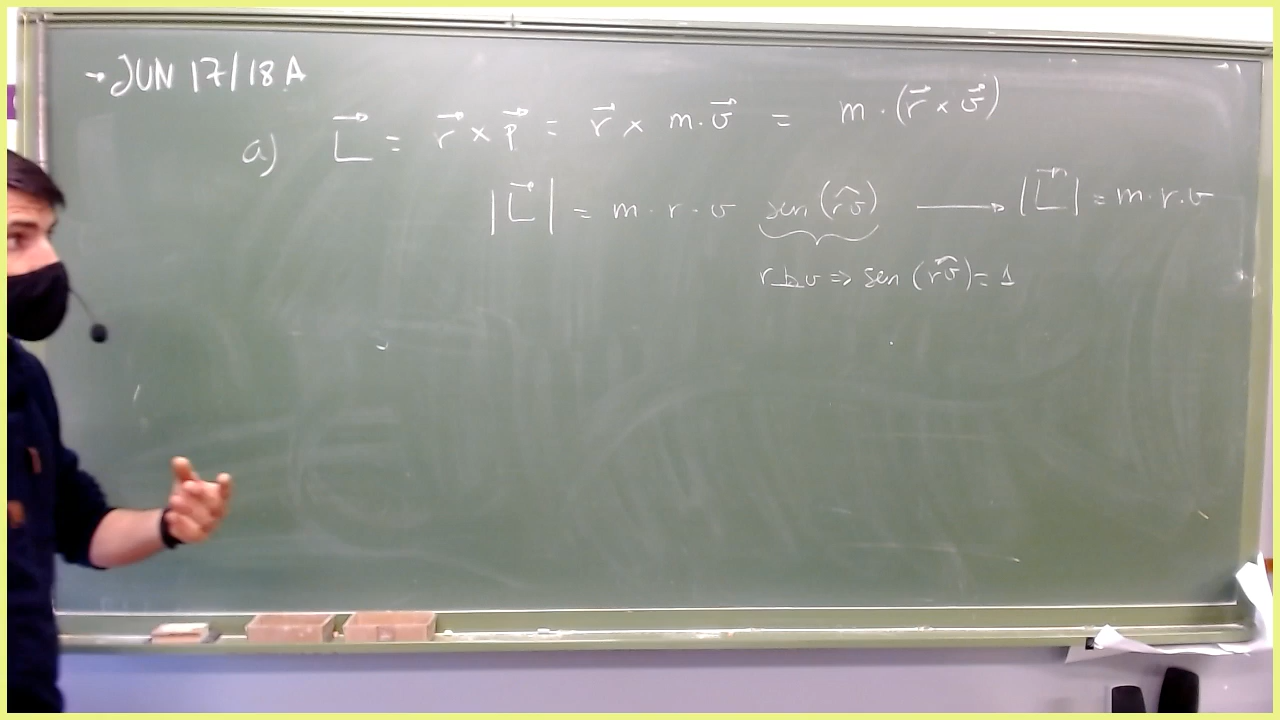 → JUN 17/18 A
a) L⃗ = r⃗ × p⃗ = r⃗ × m·v⃗ = m·(r⃗ × v⃗)
|L⃗| = m·r·v sen(r̂v) ⟶ |L⃗| = m·r·v
r⊥v ⇒ sen(r̂v) = 1